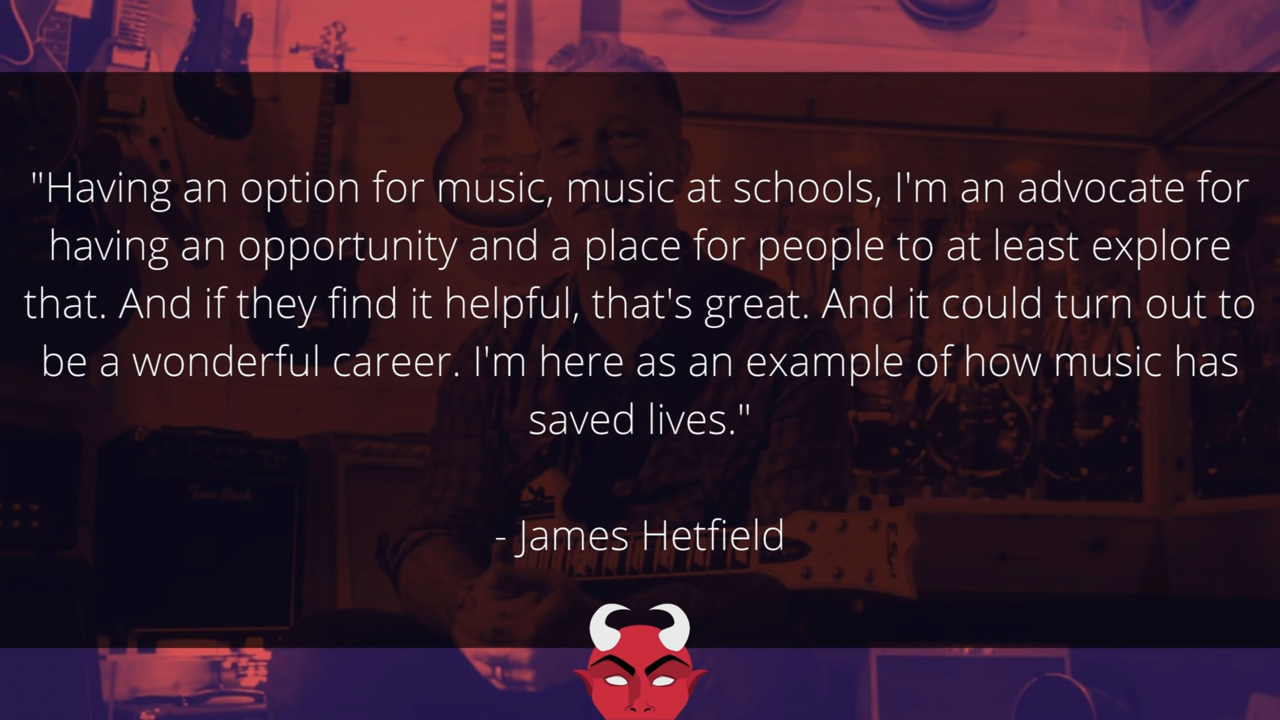 "Having an option for music, music at schools, I'm an advocate for
having an opportunity and a place for people to at least explore
that. And if they find it helpful, that's great. And it could turn out to
be a wonderful career. I'm here as an example of how music has
saved lives."
- James Hetfield